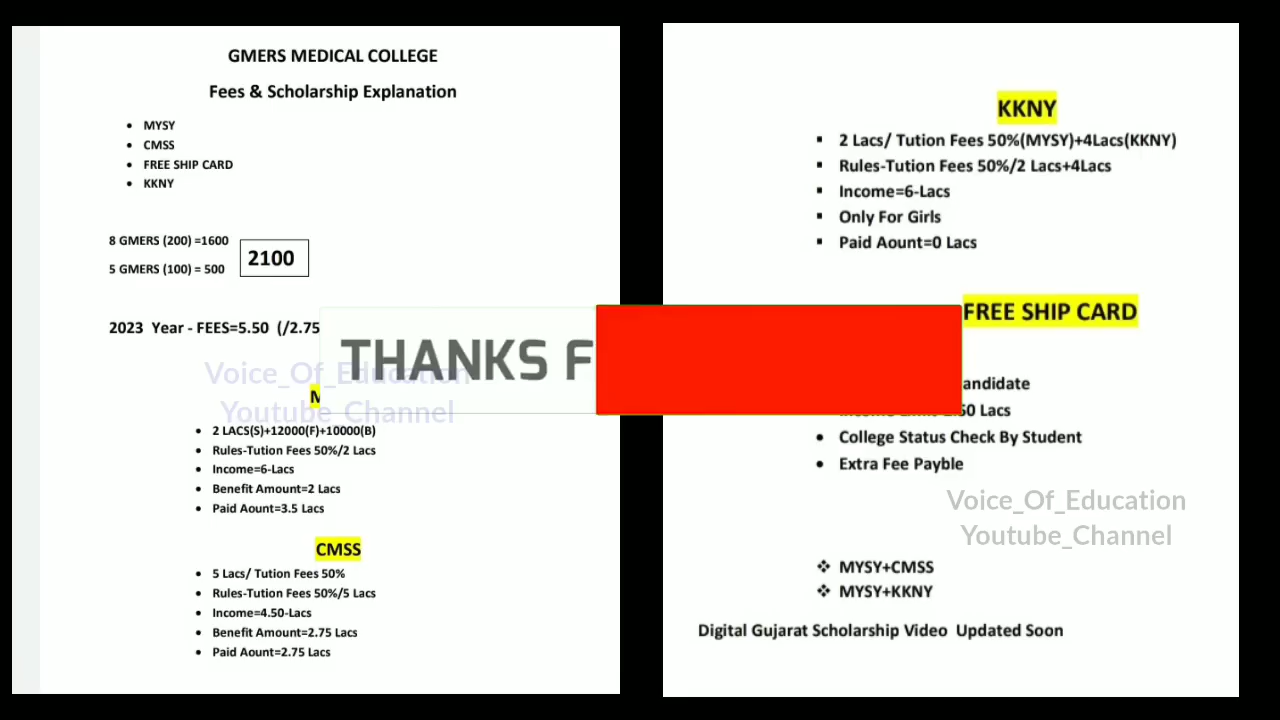 GMERS MEDICAL COLLEGE
Fees & Scholarship Explanation
• MYSY
• CMSS
• FREE SHIP CARD
• KKNY
8 GMERS (200) =1600
5 GMERS (100) = 500
2100
2023 Year - FEES=5.50 (/2.75
Voice_Of_Education
Youtube_Channel
• 2 LACS(S)+12000(F)+10000(B)
• Rules-Tution Fees 50%/2 Lacs
• Income=6-Lacs
• Benefit Amount=2 Lacs
• Paid Aount=3.5 Lacs
CMSS
• 5 Lacs/ Tution Fees 50%
• Rules-Tution Fees 50%/5 Lacs
• Income=4.50-Lacs
• Benefit Amount=2.75 Lacs
• Paid Aount=2.75 Lacs
THANKS F
KKNY
▪ 2 Lacs/ Tution Fees 50%(MYSY)+4Lacs(KKNY)
▪ Rules-Tution Fees 50%/2 Lacs+4Lacs
▪ Income=6-Lacs
▪ Only For Girls
▪ Paid Aount=0 Lacs
FREE SHIP CARD
andidate
Lacs
• College Status Check By Student
• Extra Fee Payble
Voice_Of_Education
Youtube_Channel
❖ MYSY+CMSS
❖ MYSY+KKNY
Digital Gujarat Scholarship Video Updated Soon